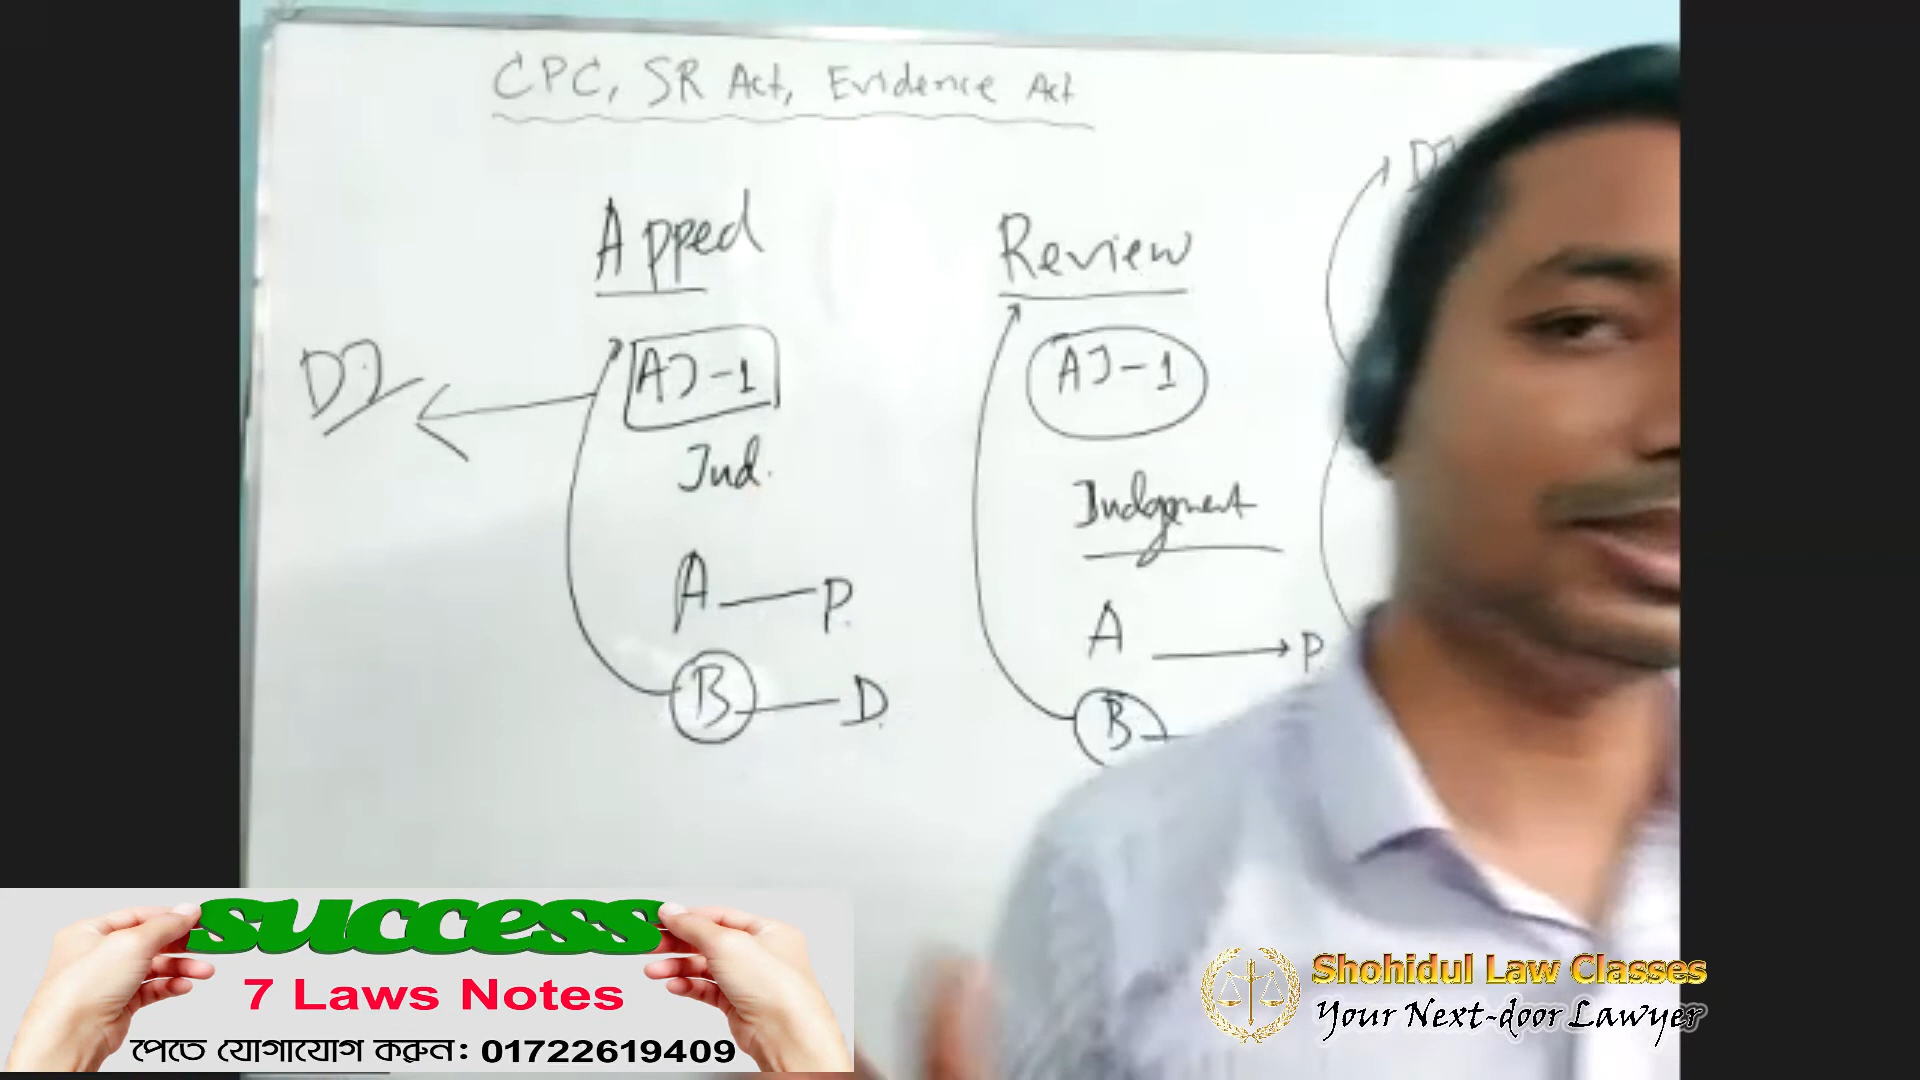 CPC, SR Act, Evidence Act
Appeal
AJ-1
Jud.
A — P.
B — D.
DJ
Review
AJ-1
Judgment
A → P
B
success
7 Laws Notes
পেতে যোগাযোগ করুন: 01722619409
Shohidul Law Classes
Your Next-door Lawyer